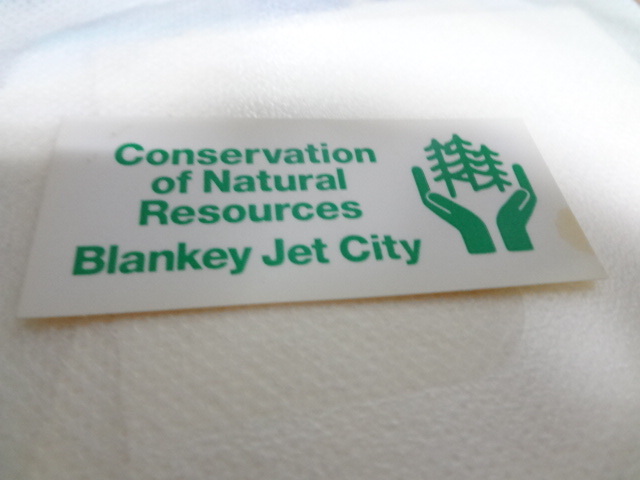 Conservation
of Natural
Resources
Blankey Jet City